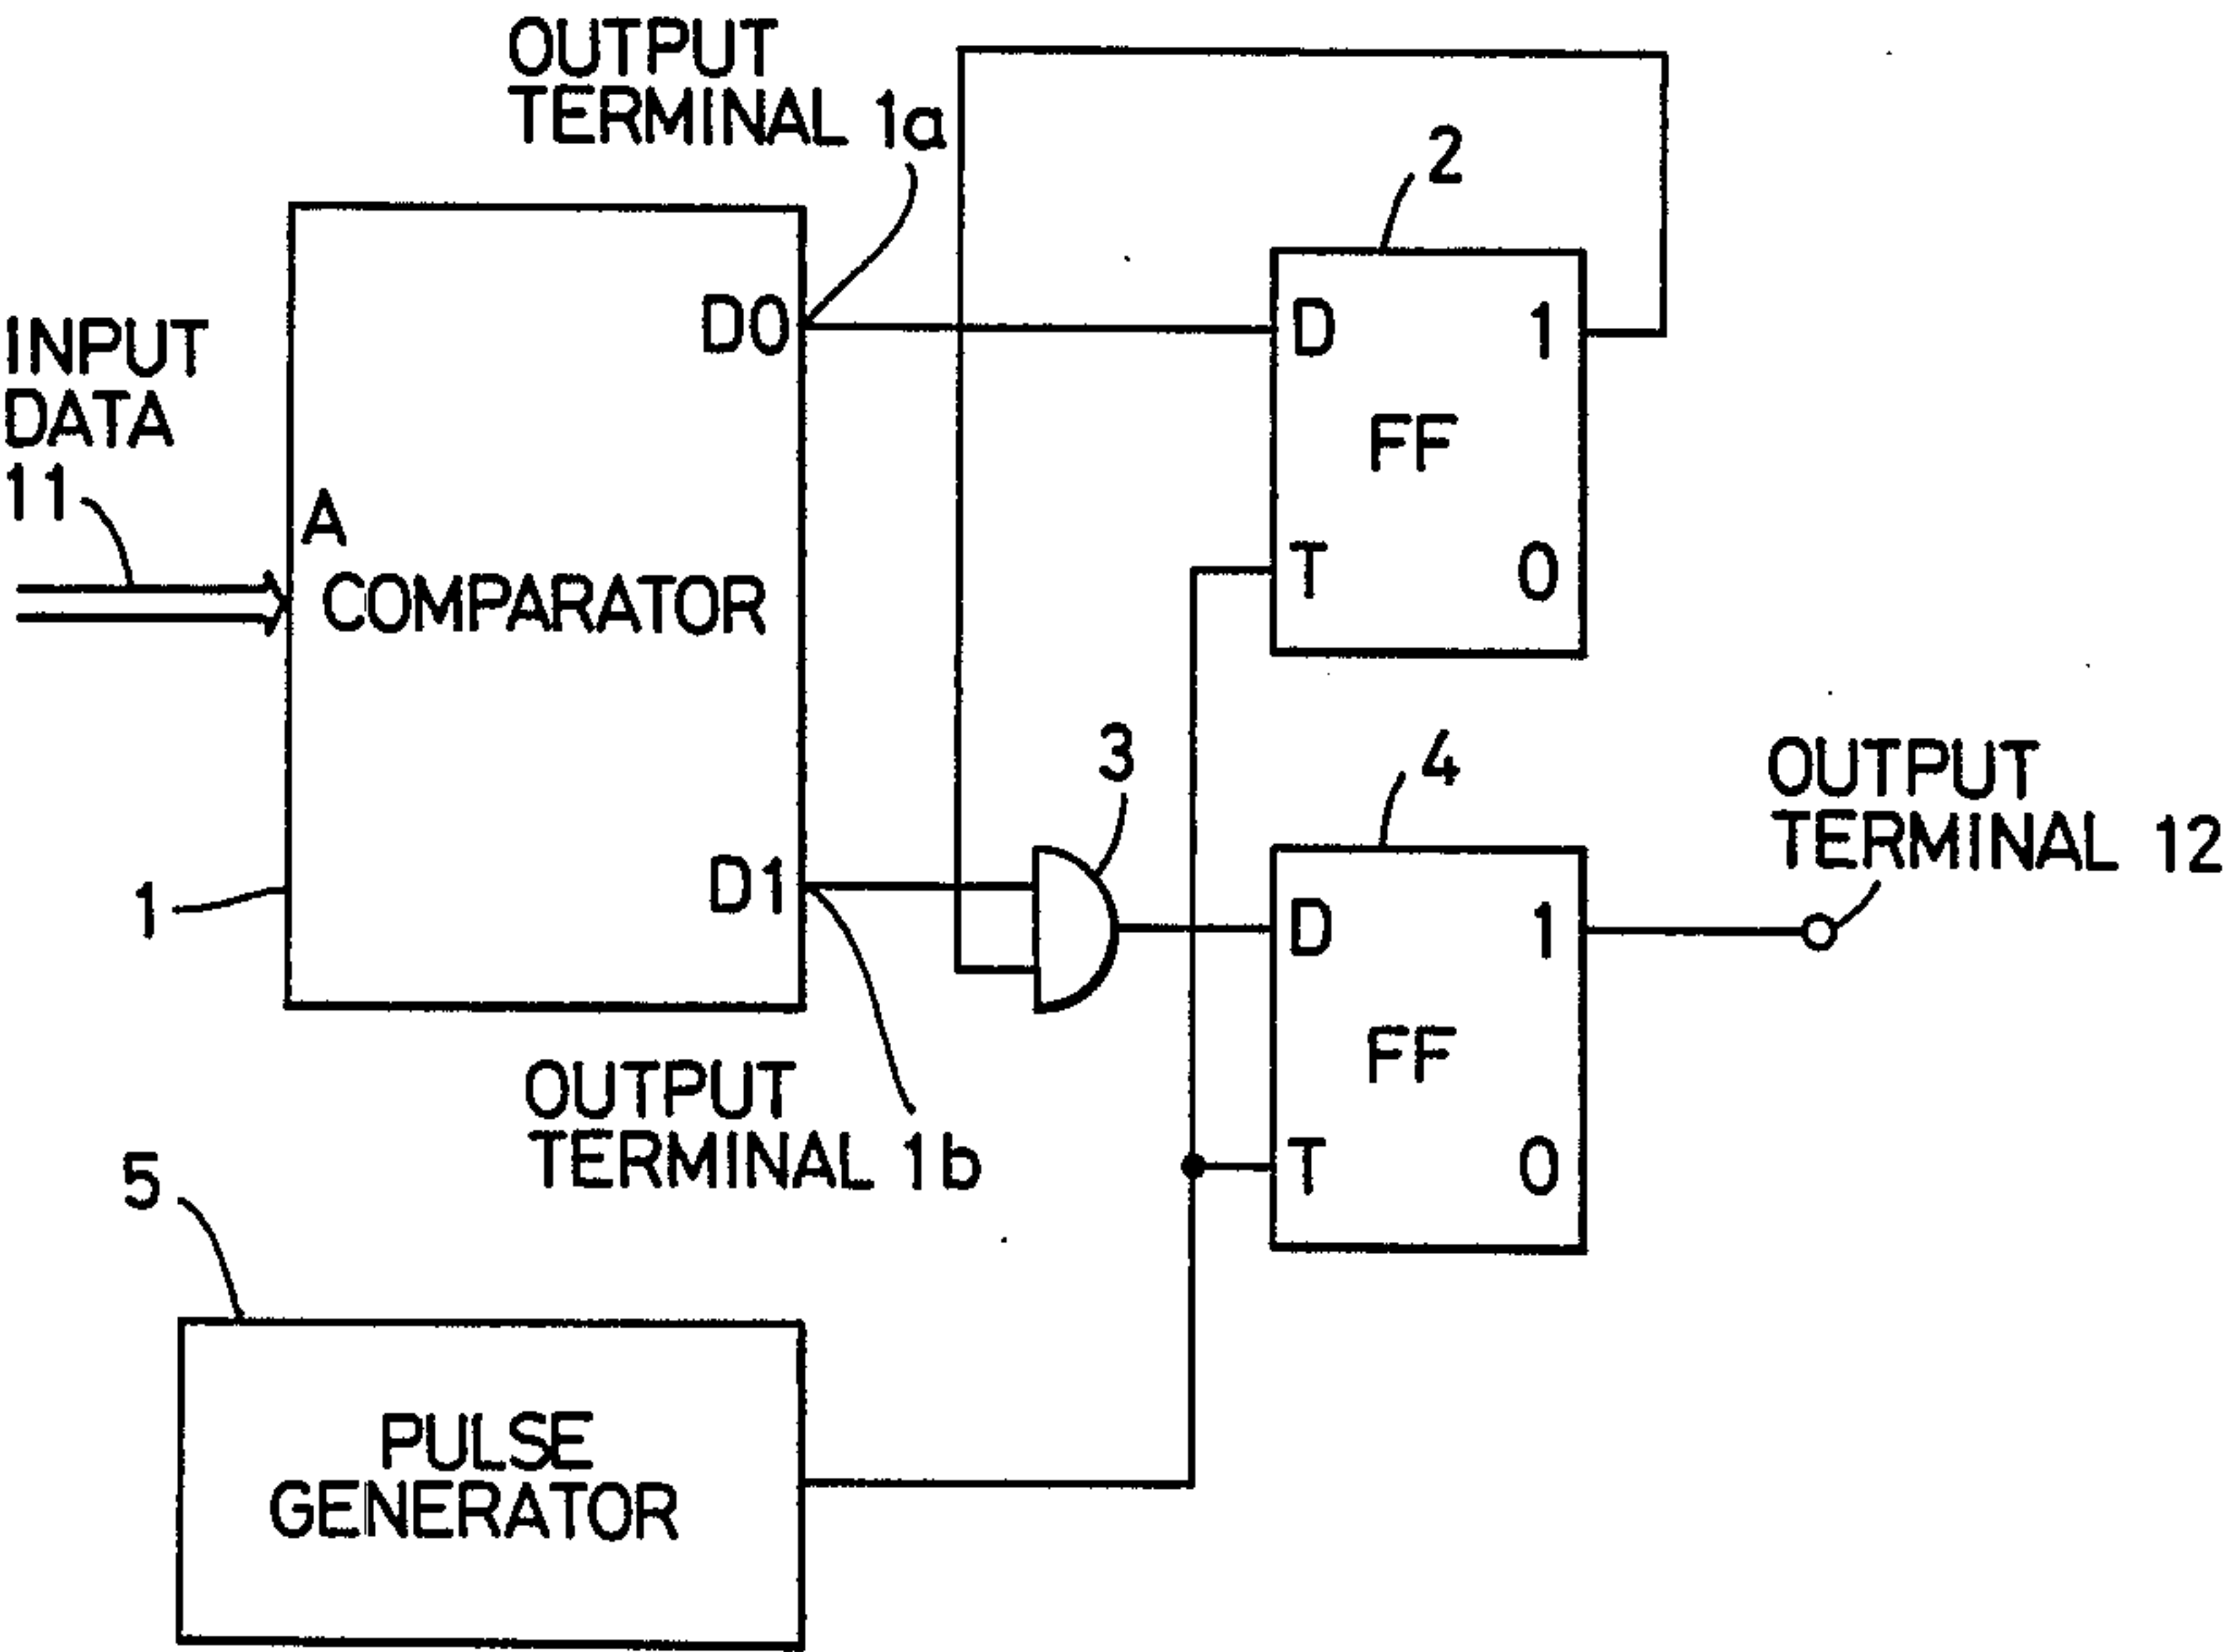 OUTPUT
TERMINAL 1a
2
D0
D
1
INPUT
DATA
11
FF
A
COMPARATOR
T
0
3
4
OUTPUT
TERMINAL 12
1
D1
D
1
FF
OUTPUT
TERMINAL 1b
T
0
5
PULSE
GENERATOR